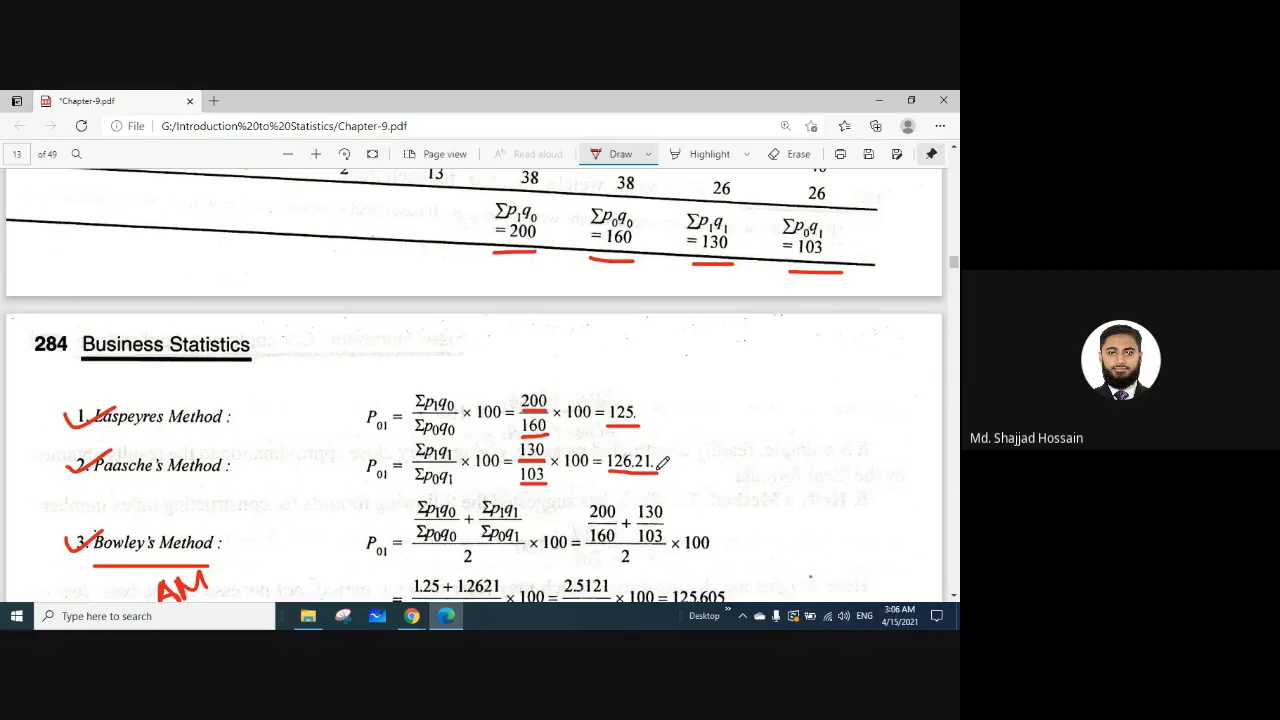 *Chapter-9.pdf
File G:/Introduction%20to%20Statistics/Chapter-9.pdf
13 of 49 Page view Read aloud Draw Highlight Erase
2 13 38 38 26
26
Σp₁q₀ Σp₀q₀ Σp₁q₁ Σp₀q₁
= 200 = 160 = 130 = 103
284 Business Statistics
1. Laspeyres Method : P₀₁ = Σp₁q₀ / Σp₀q₀ × 100 = 200 / 160 × 100 = 125.
2. Paasche's Method : P₀₁ = Σp₁q₁ / Σp₀q₁ × 100 = 130 / 103 × 100 = 126.21.
3. Bowley's Method : P₀₁ = (Σp₁q₀ / Σp₀q₀ + Σp₁q₁ / Σp₀q₁) / 2 × 100 = (200 / 160 + 130 / 103) / 2 × 100
AM
= 1.25 + 1.2621 × 100 = 2.5121 × 100 = 125.605
Md. Shajjad Hossain
Type here to search Desktop ENG 3:06 AM
4/15/2021